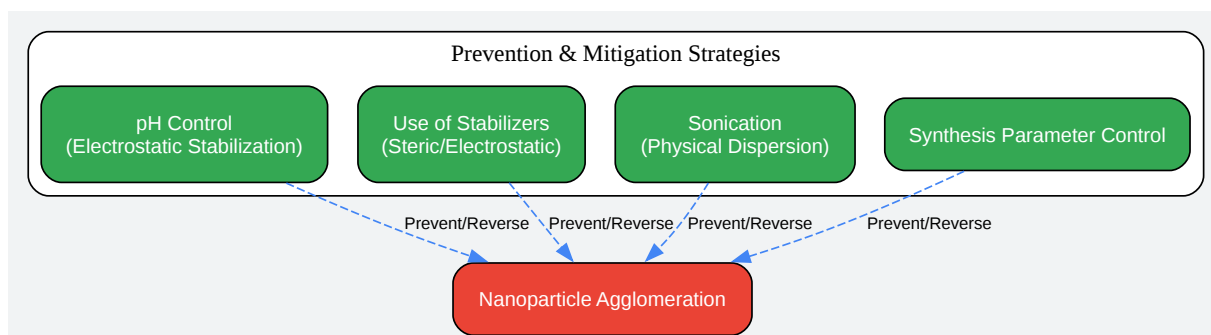 Prevention & Mitigation Strategies
pH Control
(Electrostatic Stabilization)
Use of Stabilizers
(Steric/Electrostatic)
Sonication
(Physical Dispersion)
Synthesis Parameter Control
Prevent/Reverse
Prevent/Reverse
Prevent/Reverse
Prevent/Reverse
Nanoparticle Agglomeration